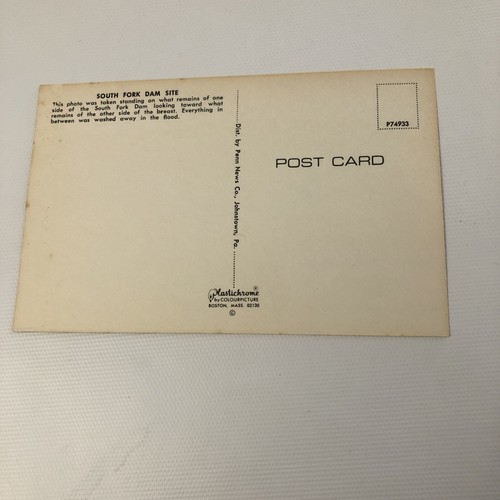 SOUTH FORK DAM SITE
This photo was taken standing on what remains of one
side of the South Fork Dam looking toward what
remains of the other side of the breast. Everything in
between was washed away in the flood.
Dist. by Penn News Co., Johnstown, Pa.
P74933
POST CARD
Plastichrome®
by COLOURPICTURE
BOSTON, MASS. 02130
©